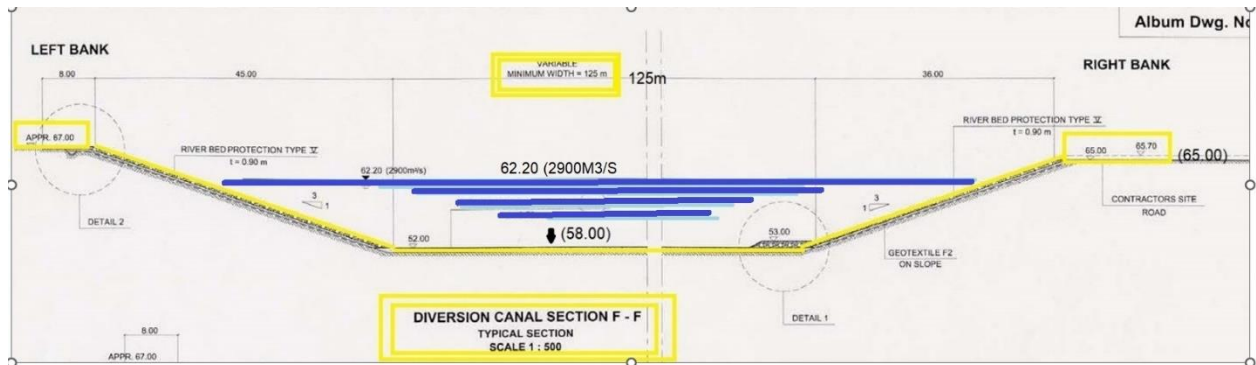 Album Dwg. No
LEFT BANK
VARIABLE
MINIMUM WIDTH = 125 m
125m
RIGHT BANK
8.00
45.00
36.00
APPR. 67.00
RIVER BED PROTECTION TYPE V
t = 0.90 m
RIVER BED PROTECTION TYPE V
t = 0.90 m
62.20 (2900m³/s)
62.20 (2900M3/S
65.00
65.70
(65.00)
3
1
3
1
DETAIL 2
CONTRACTORS SITE
ROAD
52.00
(58.00)
53.00
GEOTEXTILE F2
ON SLOPE
DETAIL 1
DIVERSION CANAL SECTION F - F
TYPICAL SECTION
SCALE 1 : 500
8.00
APPR. 67.00